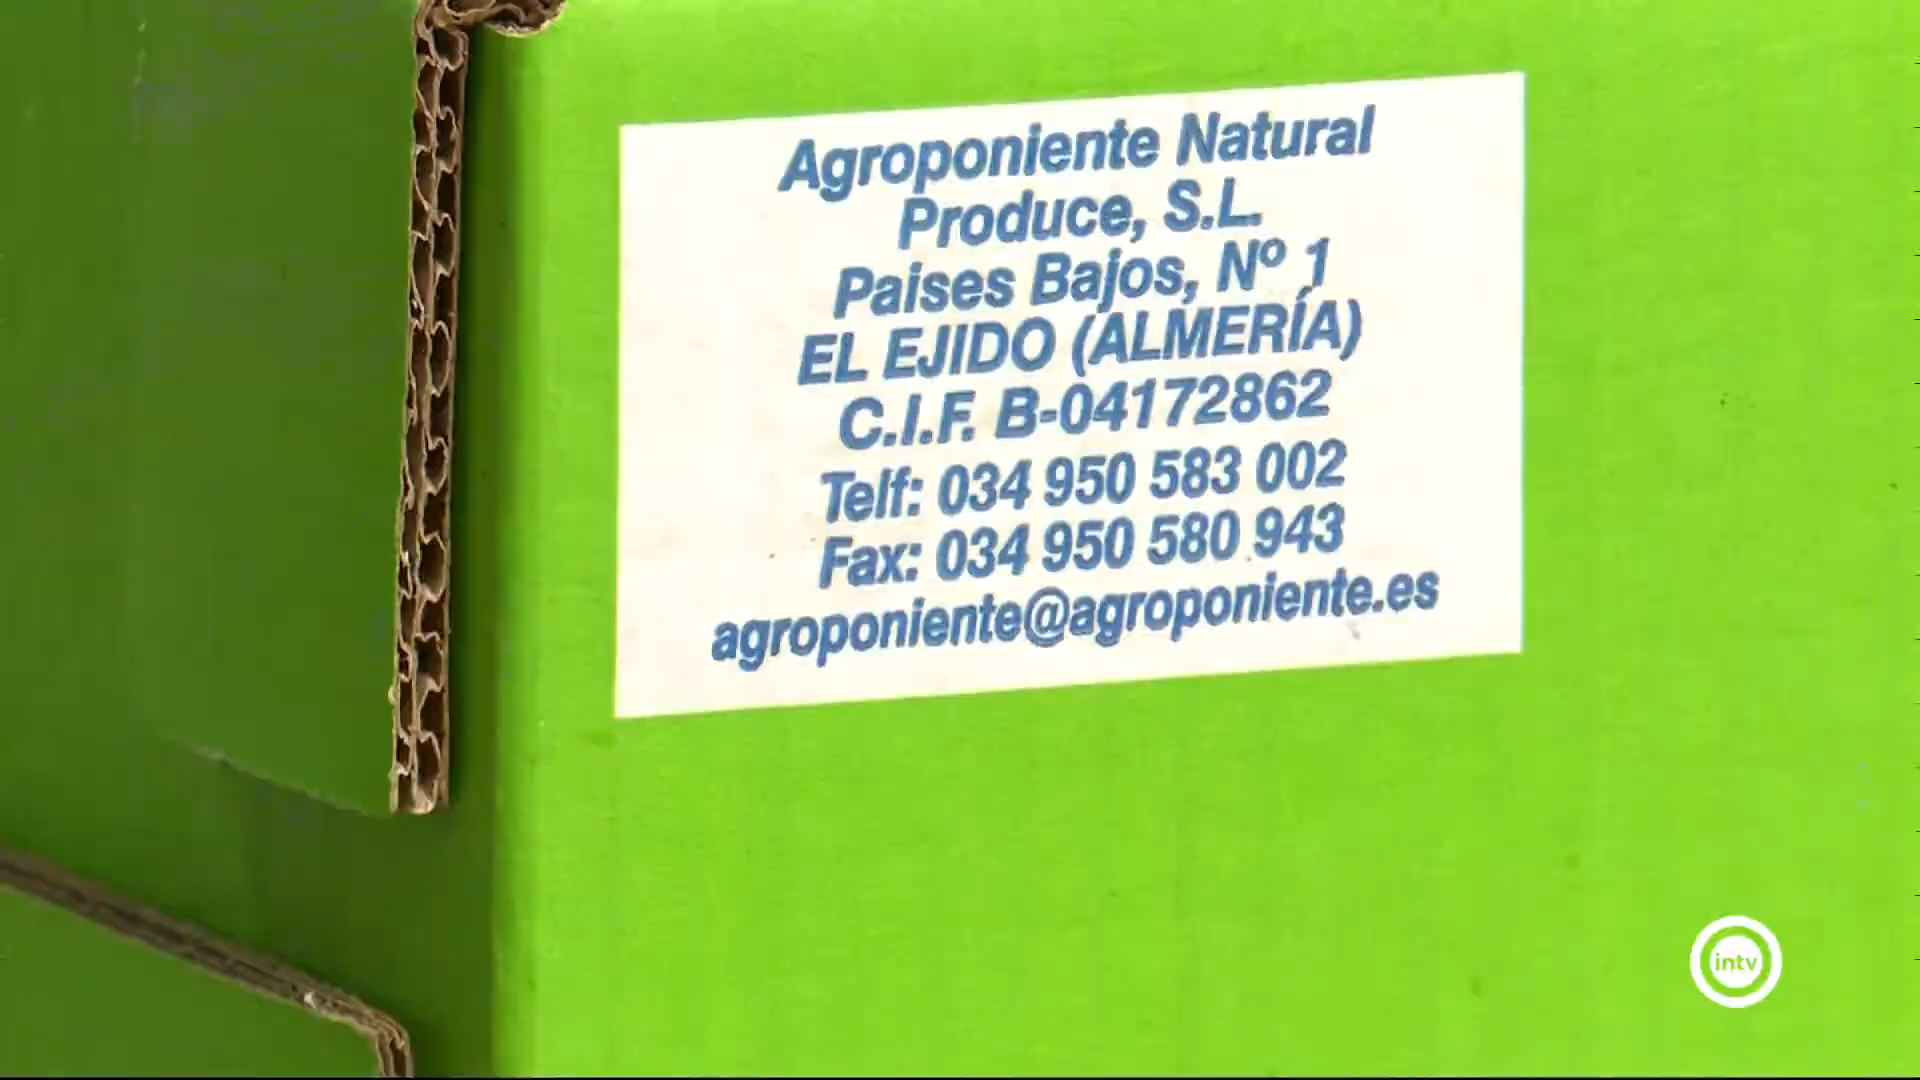 Agroponiente Natural
Produce, S.L.
Paises Bajos, Nº 1
EL EJIDO (ALMERÍA)
C.I.F. B-04172862
Telf: 034 950 583 002
Fax: 034 950 580 943
agroponiente@agroponiente.es
intv